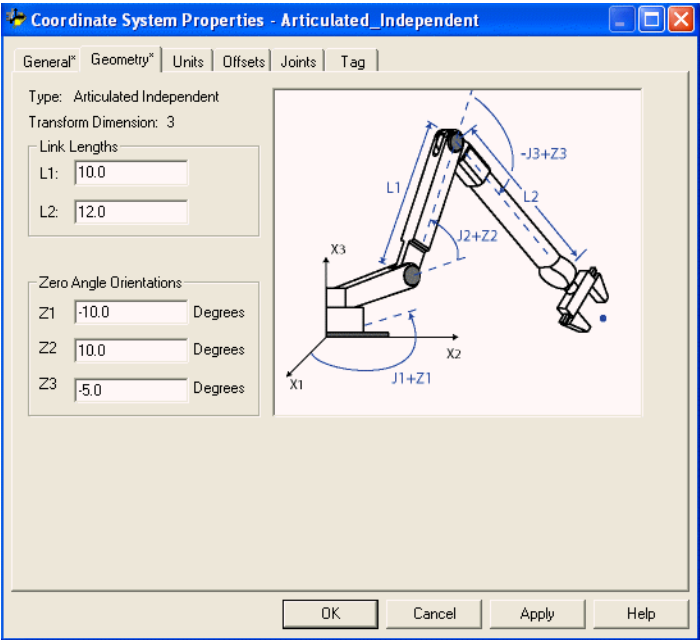 Coordinate System Properties - Articulated_Independent
General* Geometry* Units Offsets Joints Tag
Type: Articulated Independent
Transform Dimension: 3
Link Lengths
L1: 10.0
L2: 12.0
Zero Angle Orientations
Z1 -10.0 Degrees
Z2 10.0 Degrees
Z3 -5.0 Degrees
-J3+Z3
L1
L2
J2+Z2
X3
X2
J1+Z1
X1
OK Cancel Apply Help